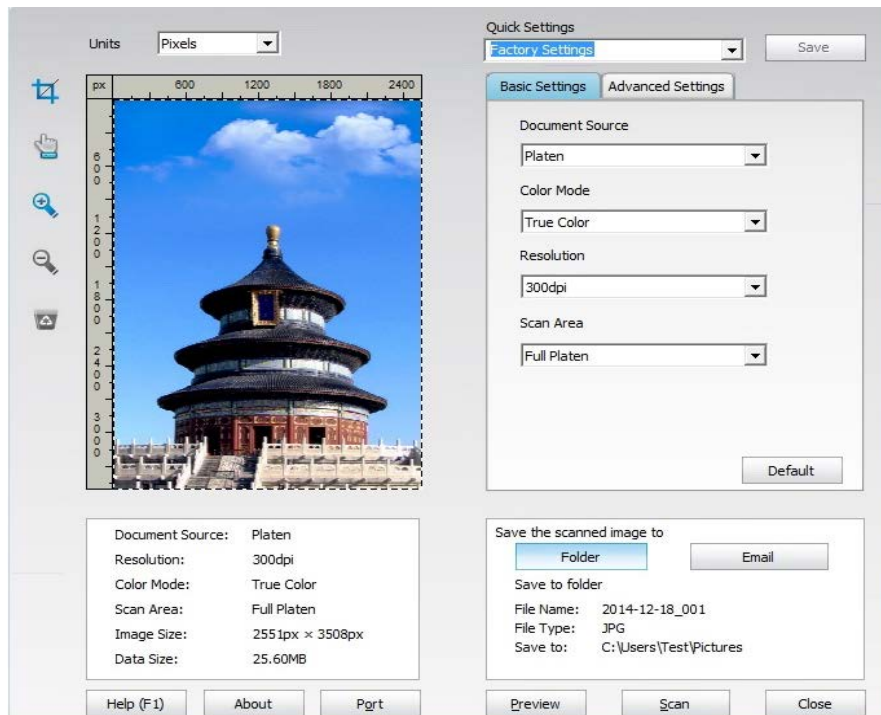 Units
Pixels
Quick Settings
Factory Settings
Save
px
600
1200
1800
2400
600
1200
1800
2400
3000
Basic Settings
Advanced Settings
Document Source
Platen
Color Mode
True Color
Resolution
300dpi
Scan Area
Full Platen
Default
Document Source: Platen
Resolution: 300dpi
Color Mode: True Color
Scan Area: Full Platen
Image Size: 2551px × 3508px
Data Size: 25.60MB
Save the scanned image to
Folder
Email
Save to folder
File Name: 2014-12-18_001
File Type: JPG
Save to: C:\Users\Test\Pictures
Help (F1)
About
Port
Preview
Scan
Close